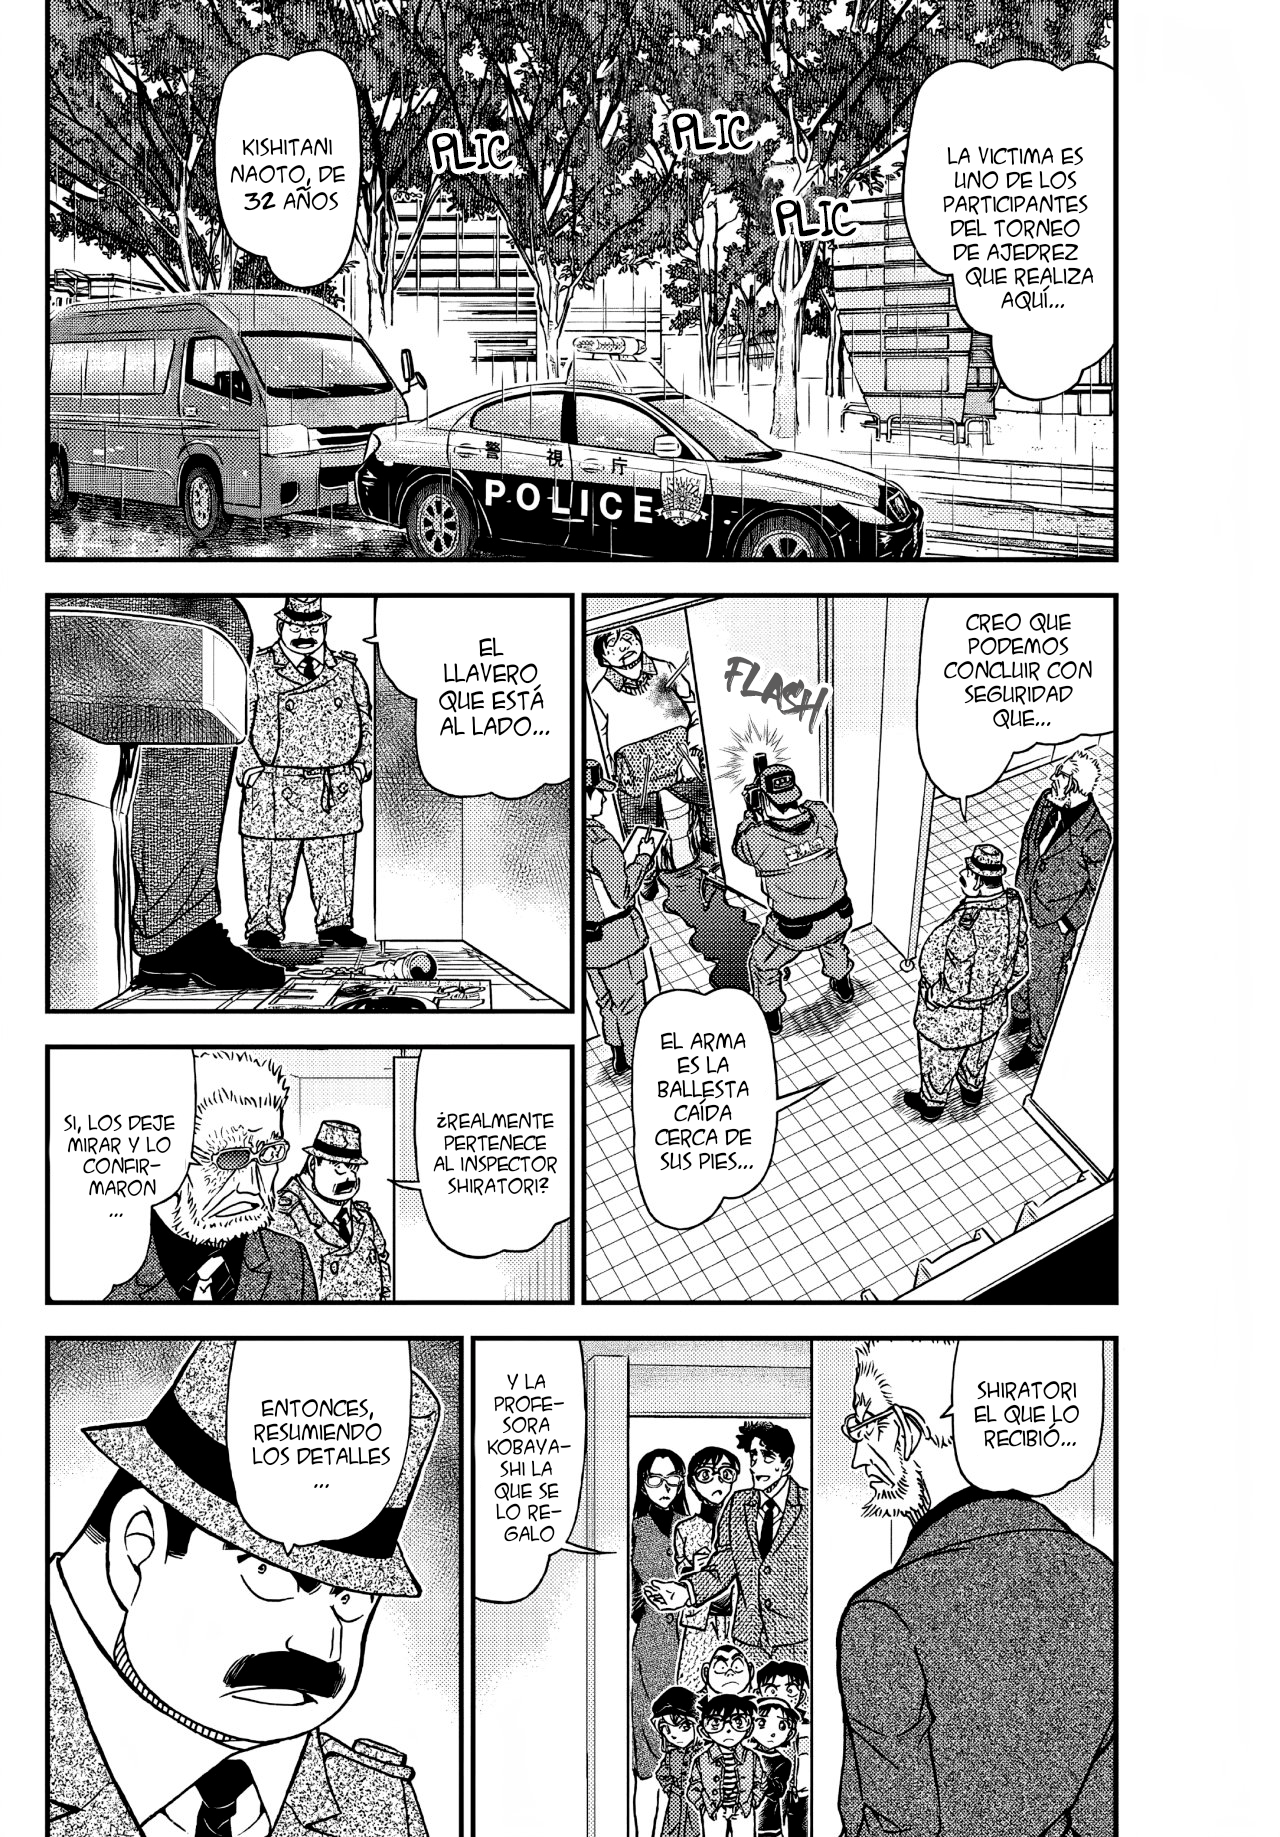 LA VICTIMA ES
UNO DE LOS
PARTICIPANTES
DEL TORNEO
DE AJEDREZ
QUE REALIZA
AQUÍ...
PLIC
PLIC
PLIC
KISHITANI
NAOTO, DE
32 AÑOS
警 視 庁
POLICE
CREO QUE
PODEMOS
CONCLUIR CON
SEGURIDAD
QUE...
FLASH
EL ARMA
ES LA
BALLESTA
CAÍDA
CERCA DE
SUS PIES...
EL
LLAVERO
QUE ESTÁ
AL LADO...
¿REALMENTE
PERTENECE
AL INSPECTOR
SHIRATORI?
SI, LOS DEJE
MIRAR Y LO
CONFIR-
MARON
...
SHIRATORI
EL QUE LO
RECIBIÓ...
Y LA
PROFE-
SORA
KOBAYA-
SHI LA
QUE SE
LO RE-
GALO
ENTONCES,
RESUMIENDO
LOS DETALLES
...